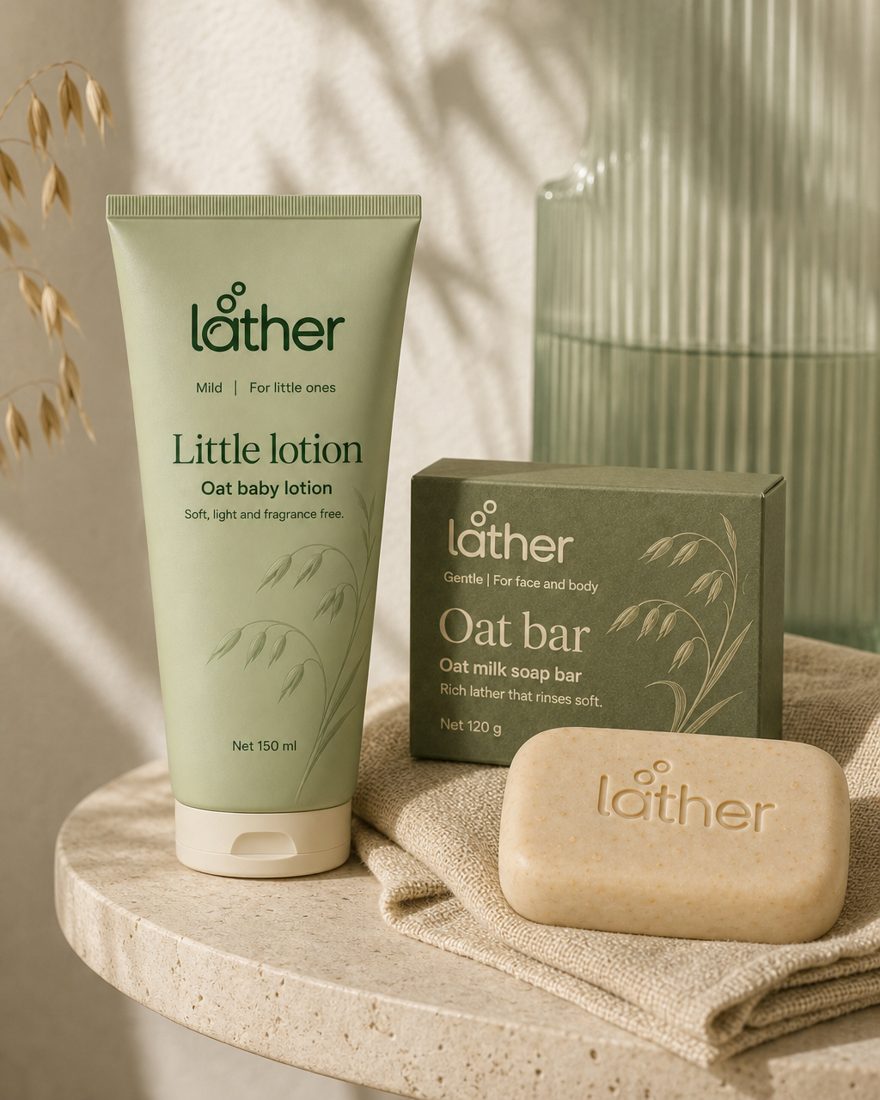 lather
Mild | For little ones
Little lotion
Oat baby lotion
Soft, light and fragrance free.
Net 150 ml
lather
Gentle | For face and body
Oat bar
Oat milk soap bar
Rich lather that rinses soft.
Net 120 g
lather